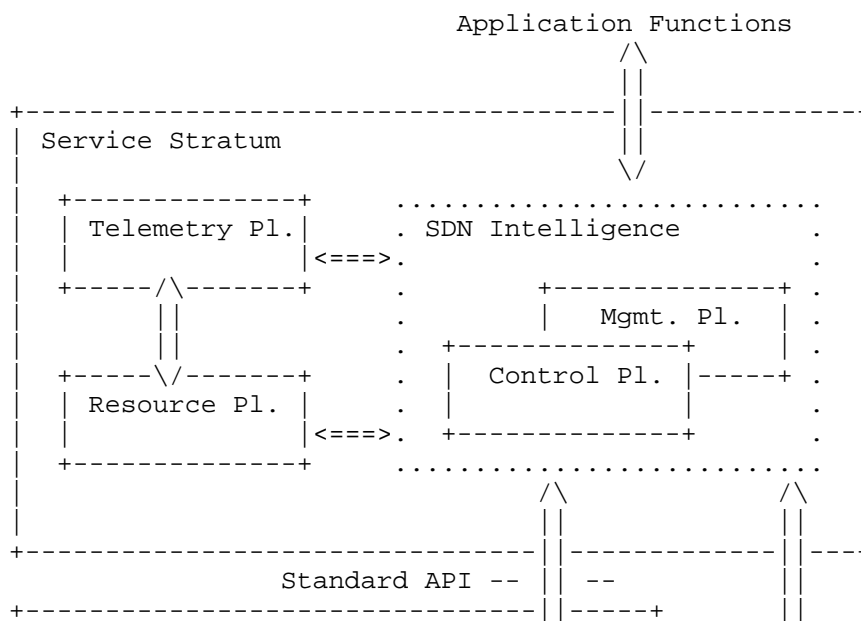 Application Functions
Service Stratum
Telemetry Pl.
SDN Intelligence
Mgmt. Pl.
Control Pl.
Resource Pl.
Standard API -- --